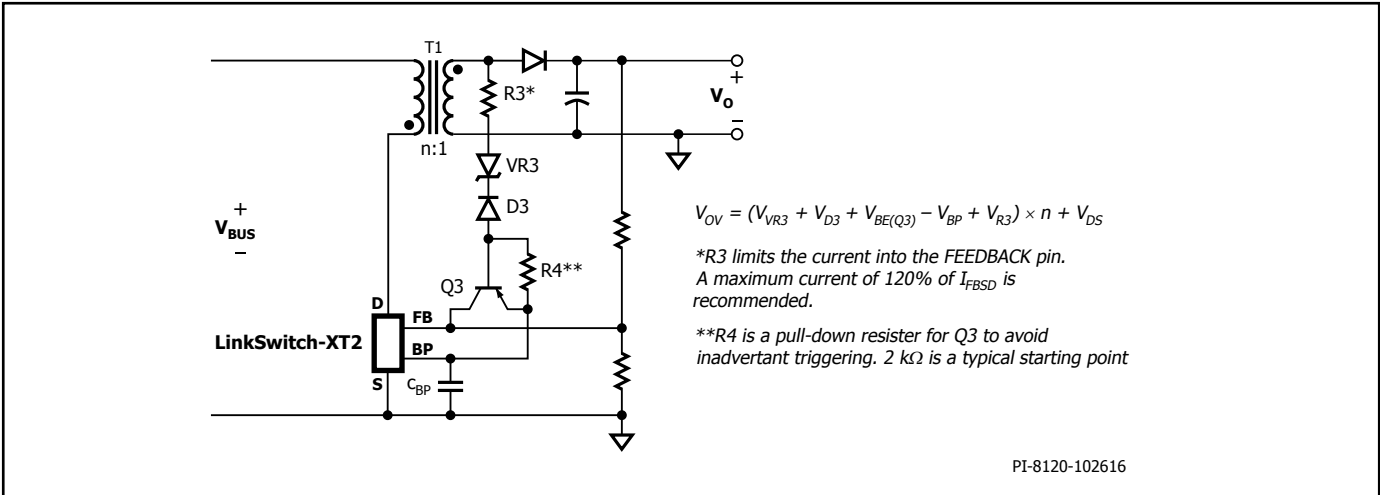 T1
R3*
+
V_O
−
n:1
VR3
D3
+
V_BUS
−
V_OV = (V_VR3 + V_D3 + V_BE(Q3) − V_BP + V_R3) × n + V_DS
*R3 limits the current into the FEEDBACK pin.
A maximum current of 120% of I_FBSD is
recommended.
R4**
Q3
D
FB
LinkSwitch-XT2
BP
S
C_BP
**R4 is a pull-down resister for Q3 to avoid
inadvertant triggering. 2 kΩ is a typical starting point
PI-8120-102616